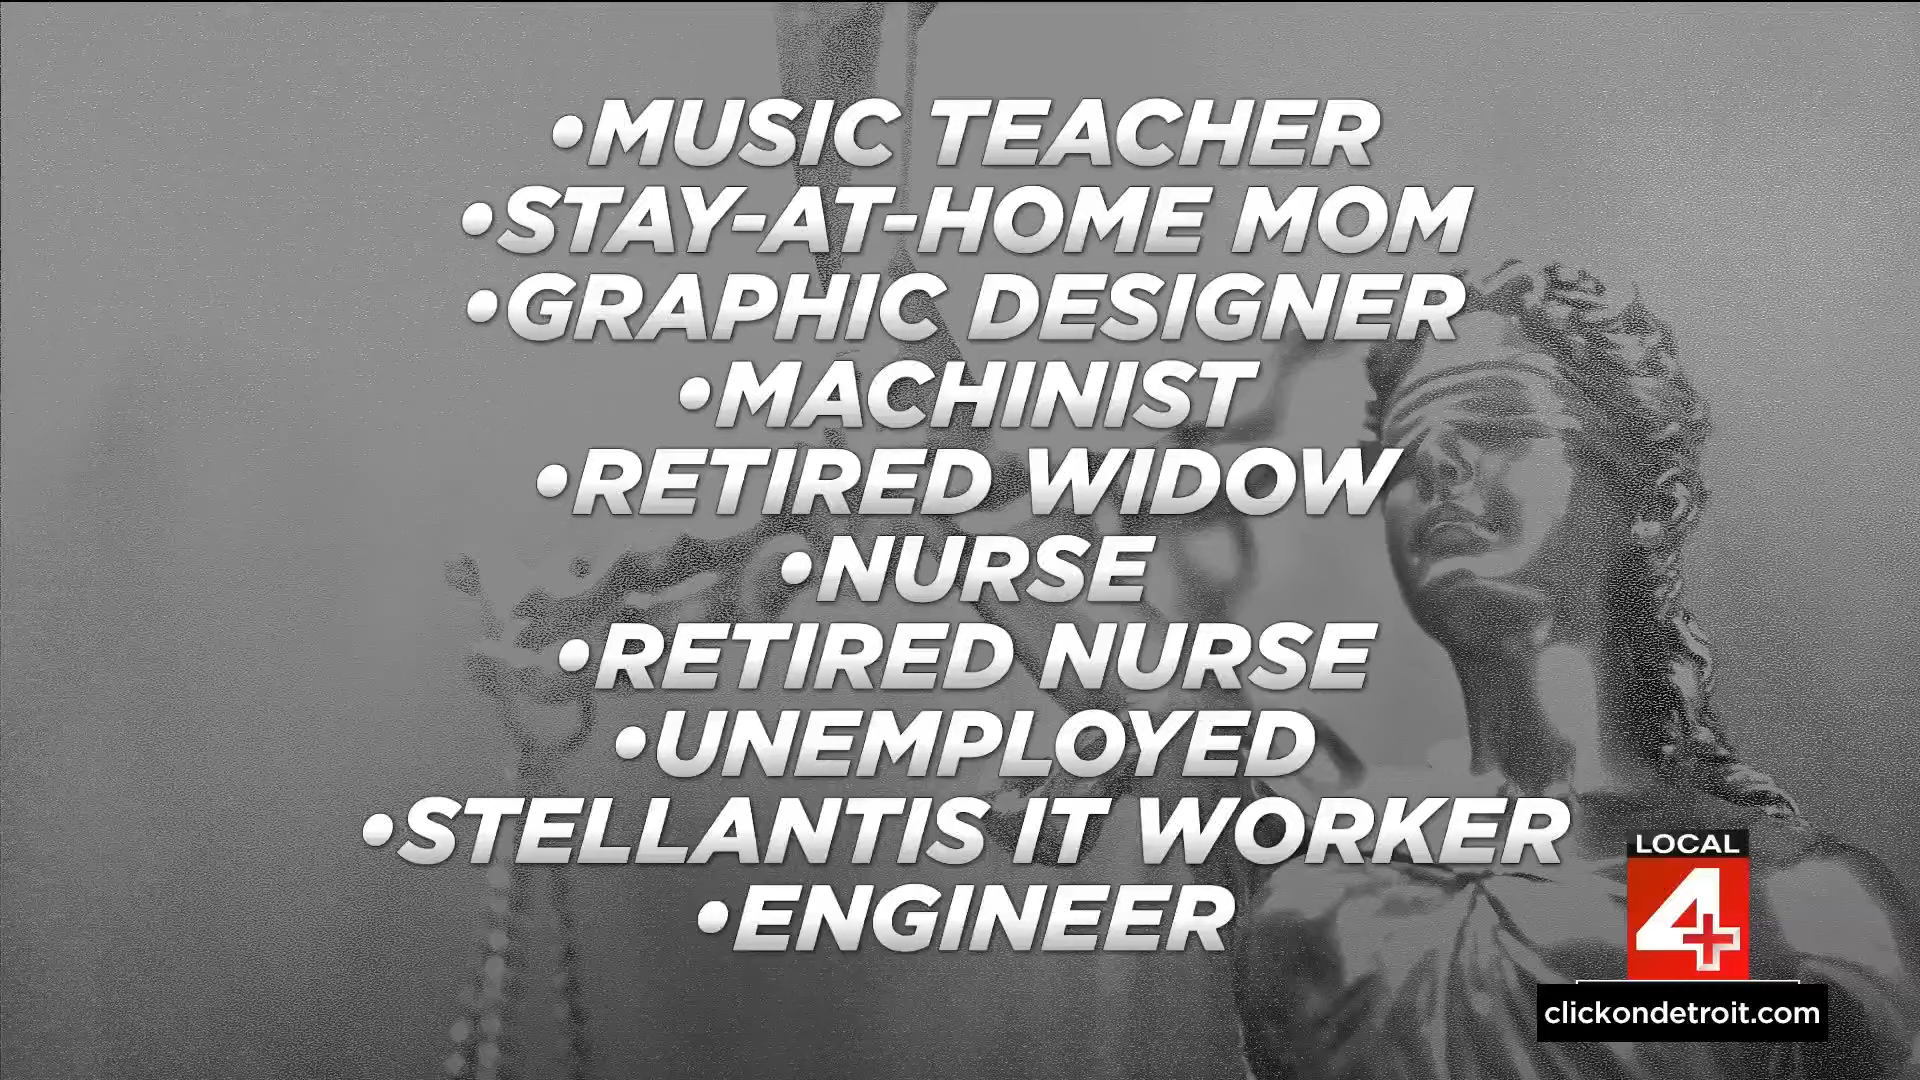 •MUSIC TEACHER
•STAY-AT-HOME MOM
•GRAPHIC DESIGNER
•MACHINIST
•RETIRED WIDOW
•NURSE
•RETIRED NURSE
•UNEMPLOYED
•STELLANTIS IT WORKER
•ENGINEER
LOCAL
4+
clickondetroit.com